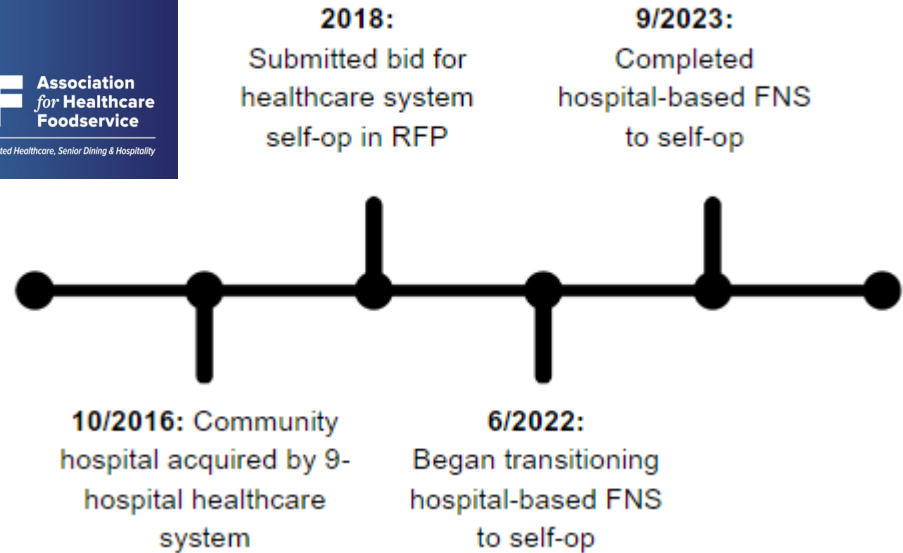 Association
for Healthcare
Foodservice
Healthcare, Senior Dining & Hospitality
2018:
Submitted bid for
healthcare system
self-op in RFP
9/2023:
Completed
hospital-based FNS
to self-op
10/2016: Community
hospital acquired by 9-
hospital healthcare
system
6/2022:
Began transitioning
hospital-based FNS
to self-op